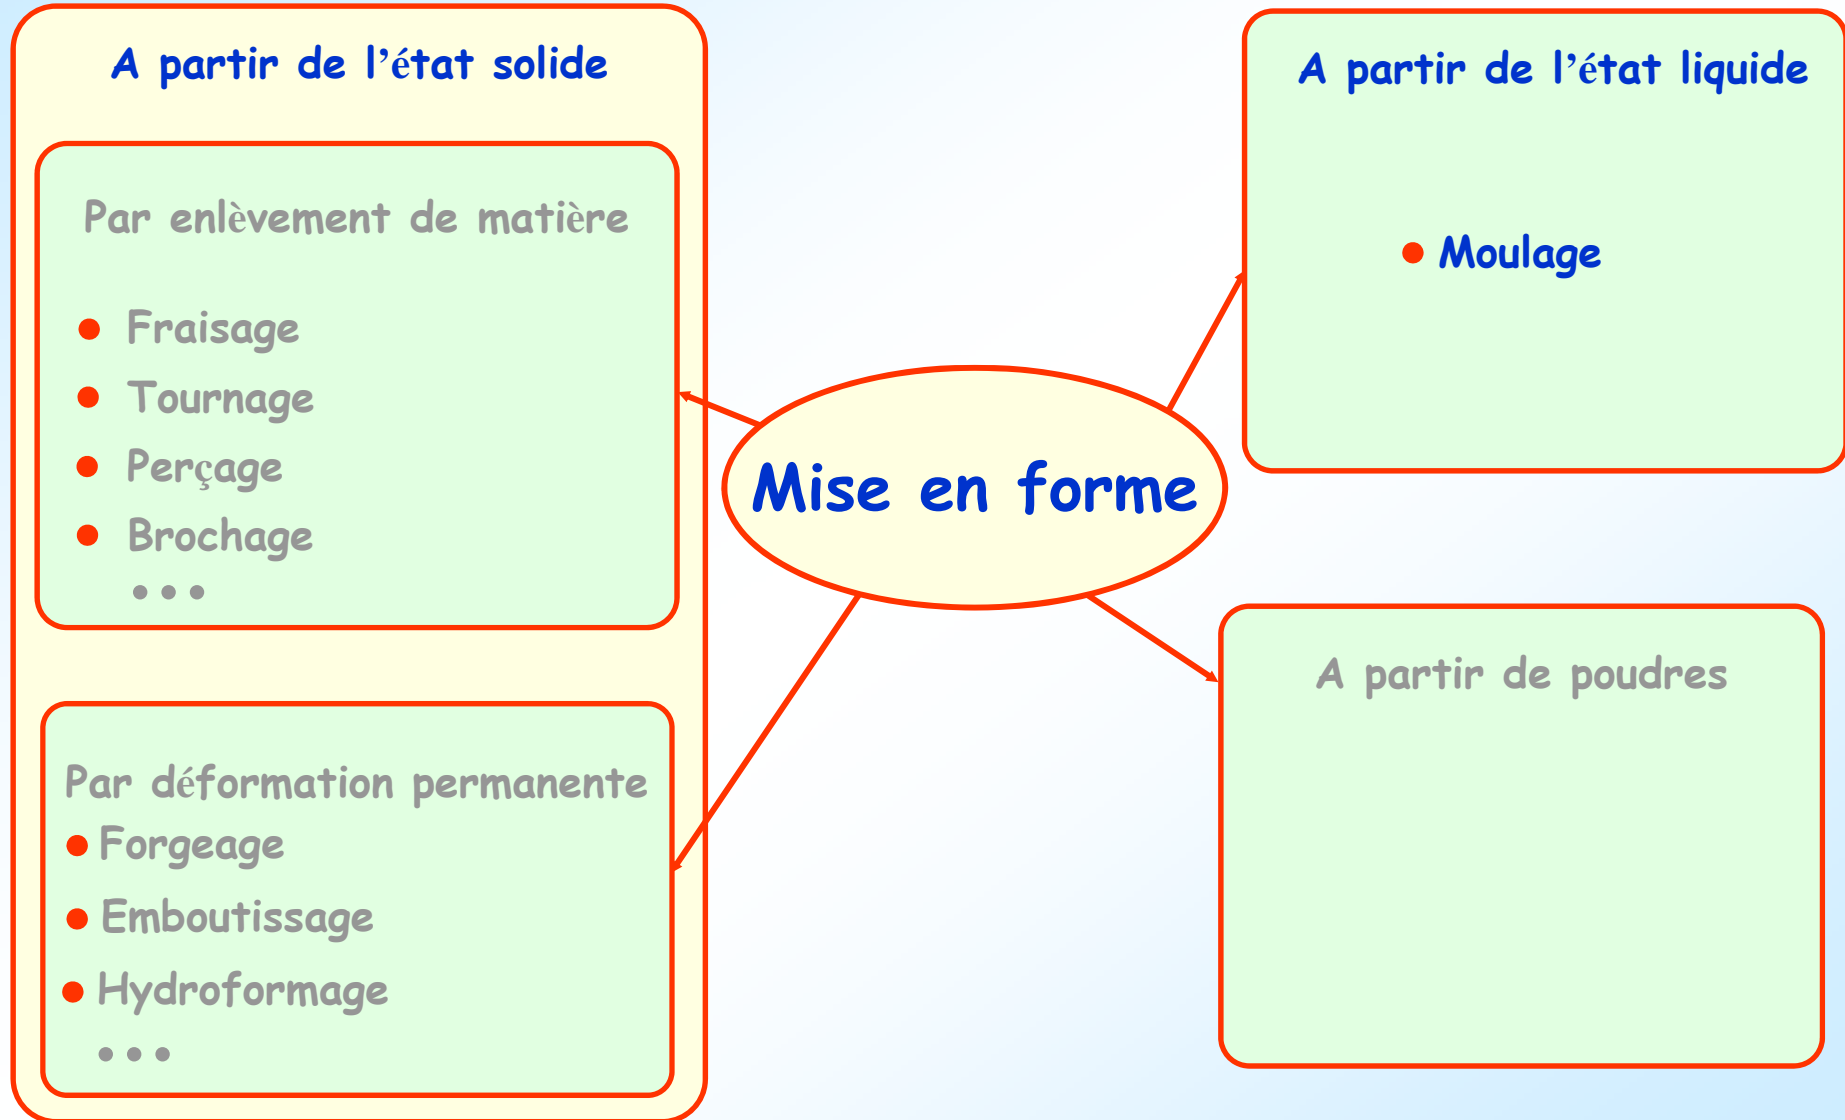 A partir de l’état solide
Par enlèvement de matière
● Fraisage
● Tournage
● Perçage
● Brochage
•••
Par déformation permanente
● Forgeage
● Emboutissage
● Hydroformage
•••
Mise en forme
A partir de l’état liquide
● Moulage
A partir de poudres